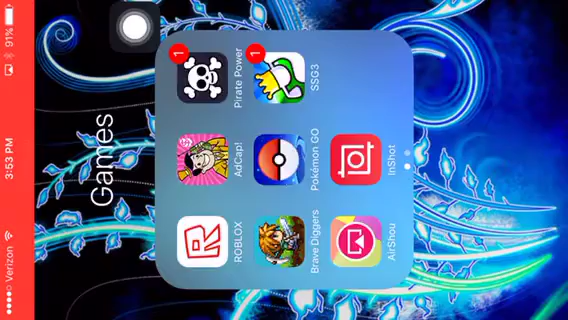 Verizon 3:53 PM 91%
Games
ROBLOX AdCap! Pirate Power
1
Brave Diggers Pokémon GO SSG3
1
AirShou InShot